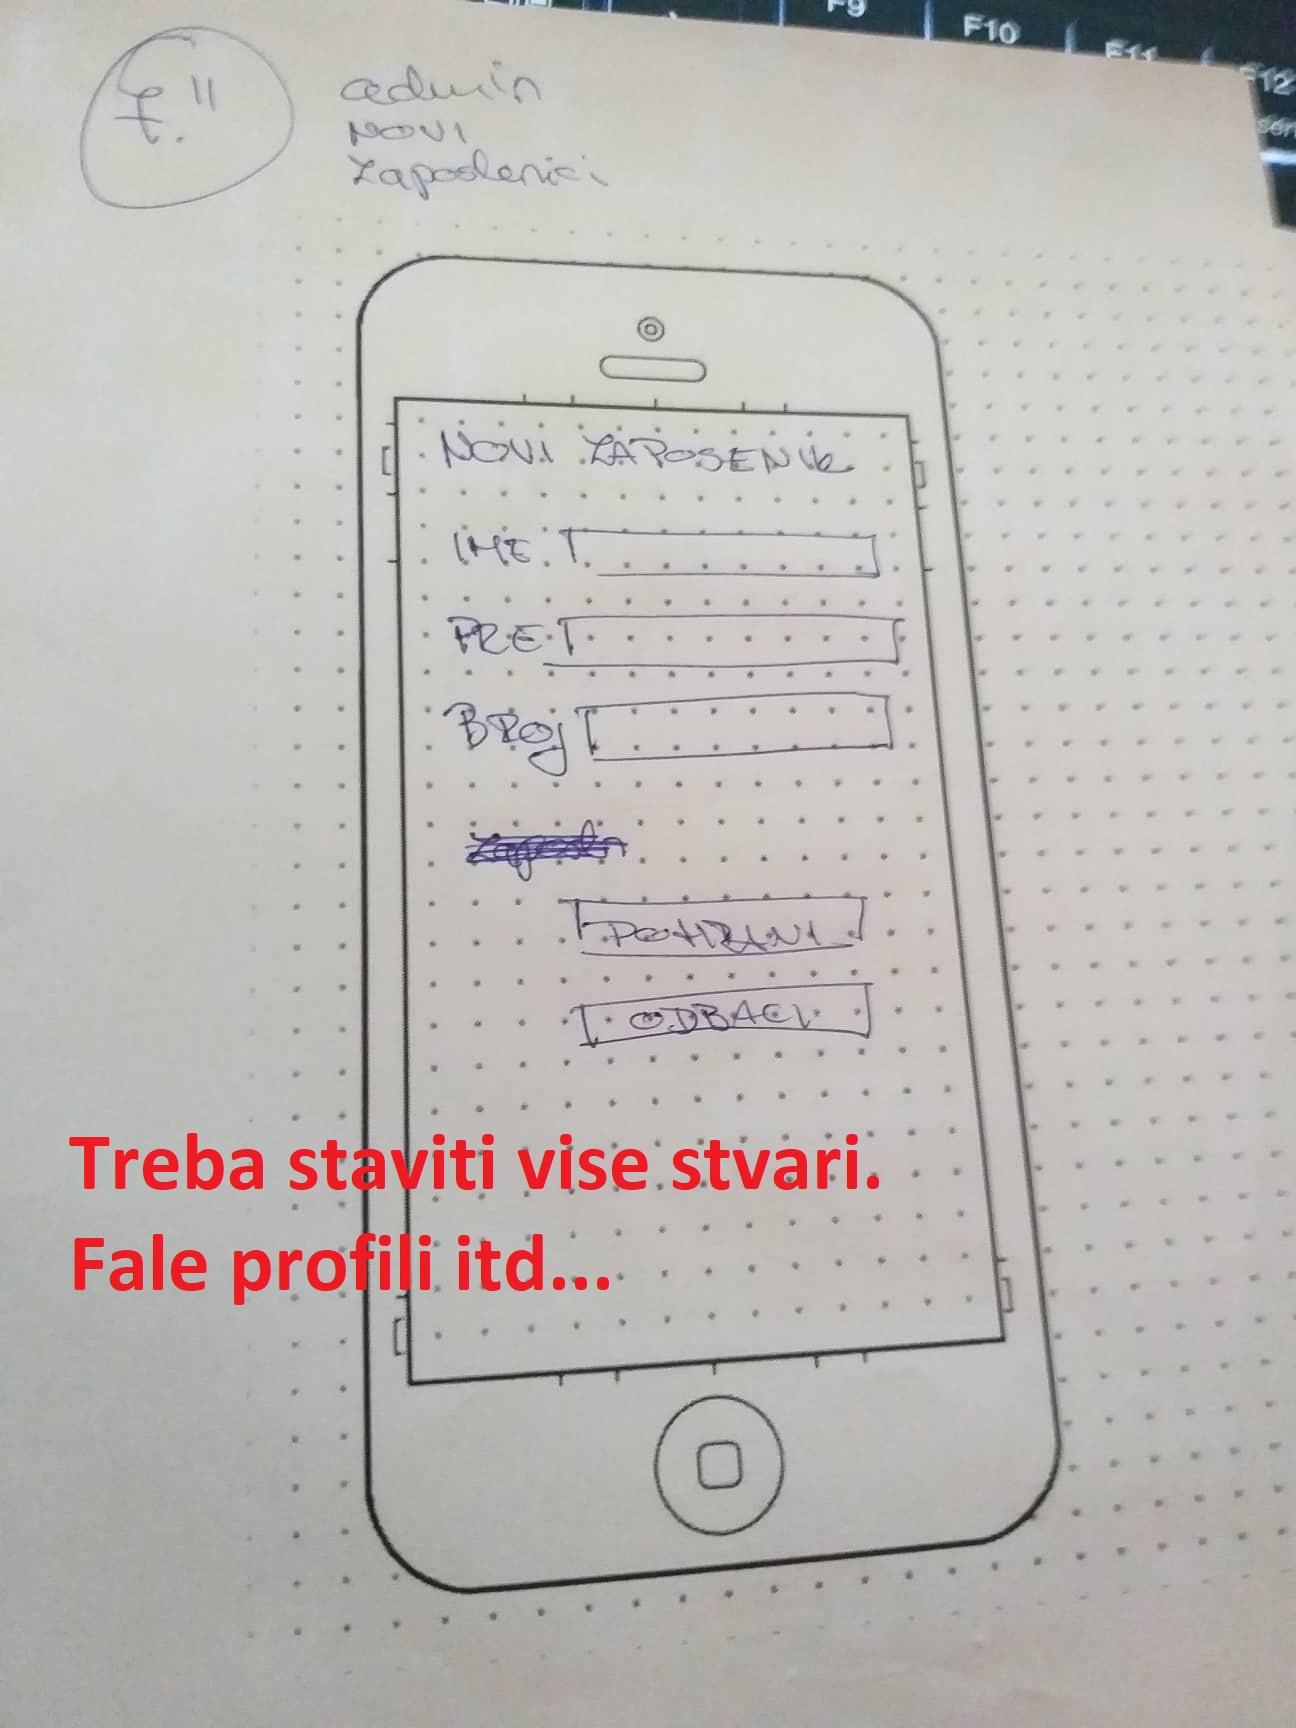 F9
F10
F11
F12
7."
admin
NOVI
Zaposlenici
NOVI ZAPOSENIK
IME
PRE
BROJ
POHRANI
ODBACI
Treba staviti vise stvari.
Fale profili itd...